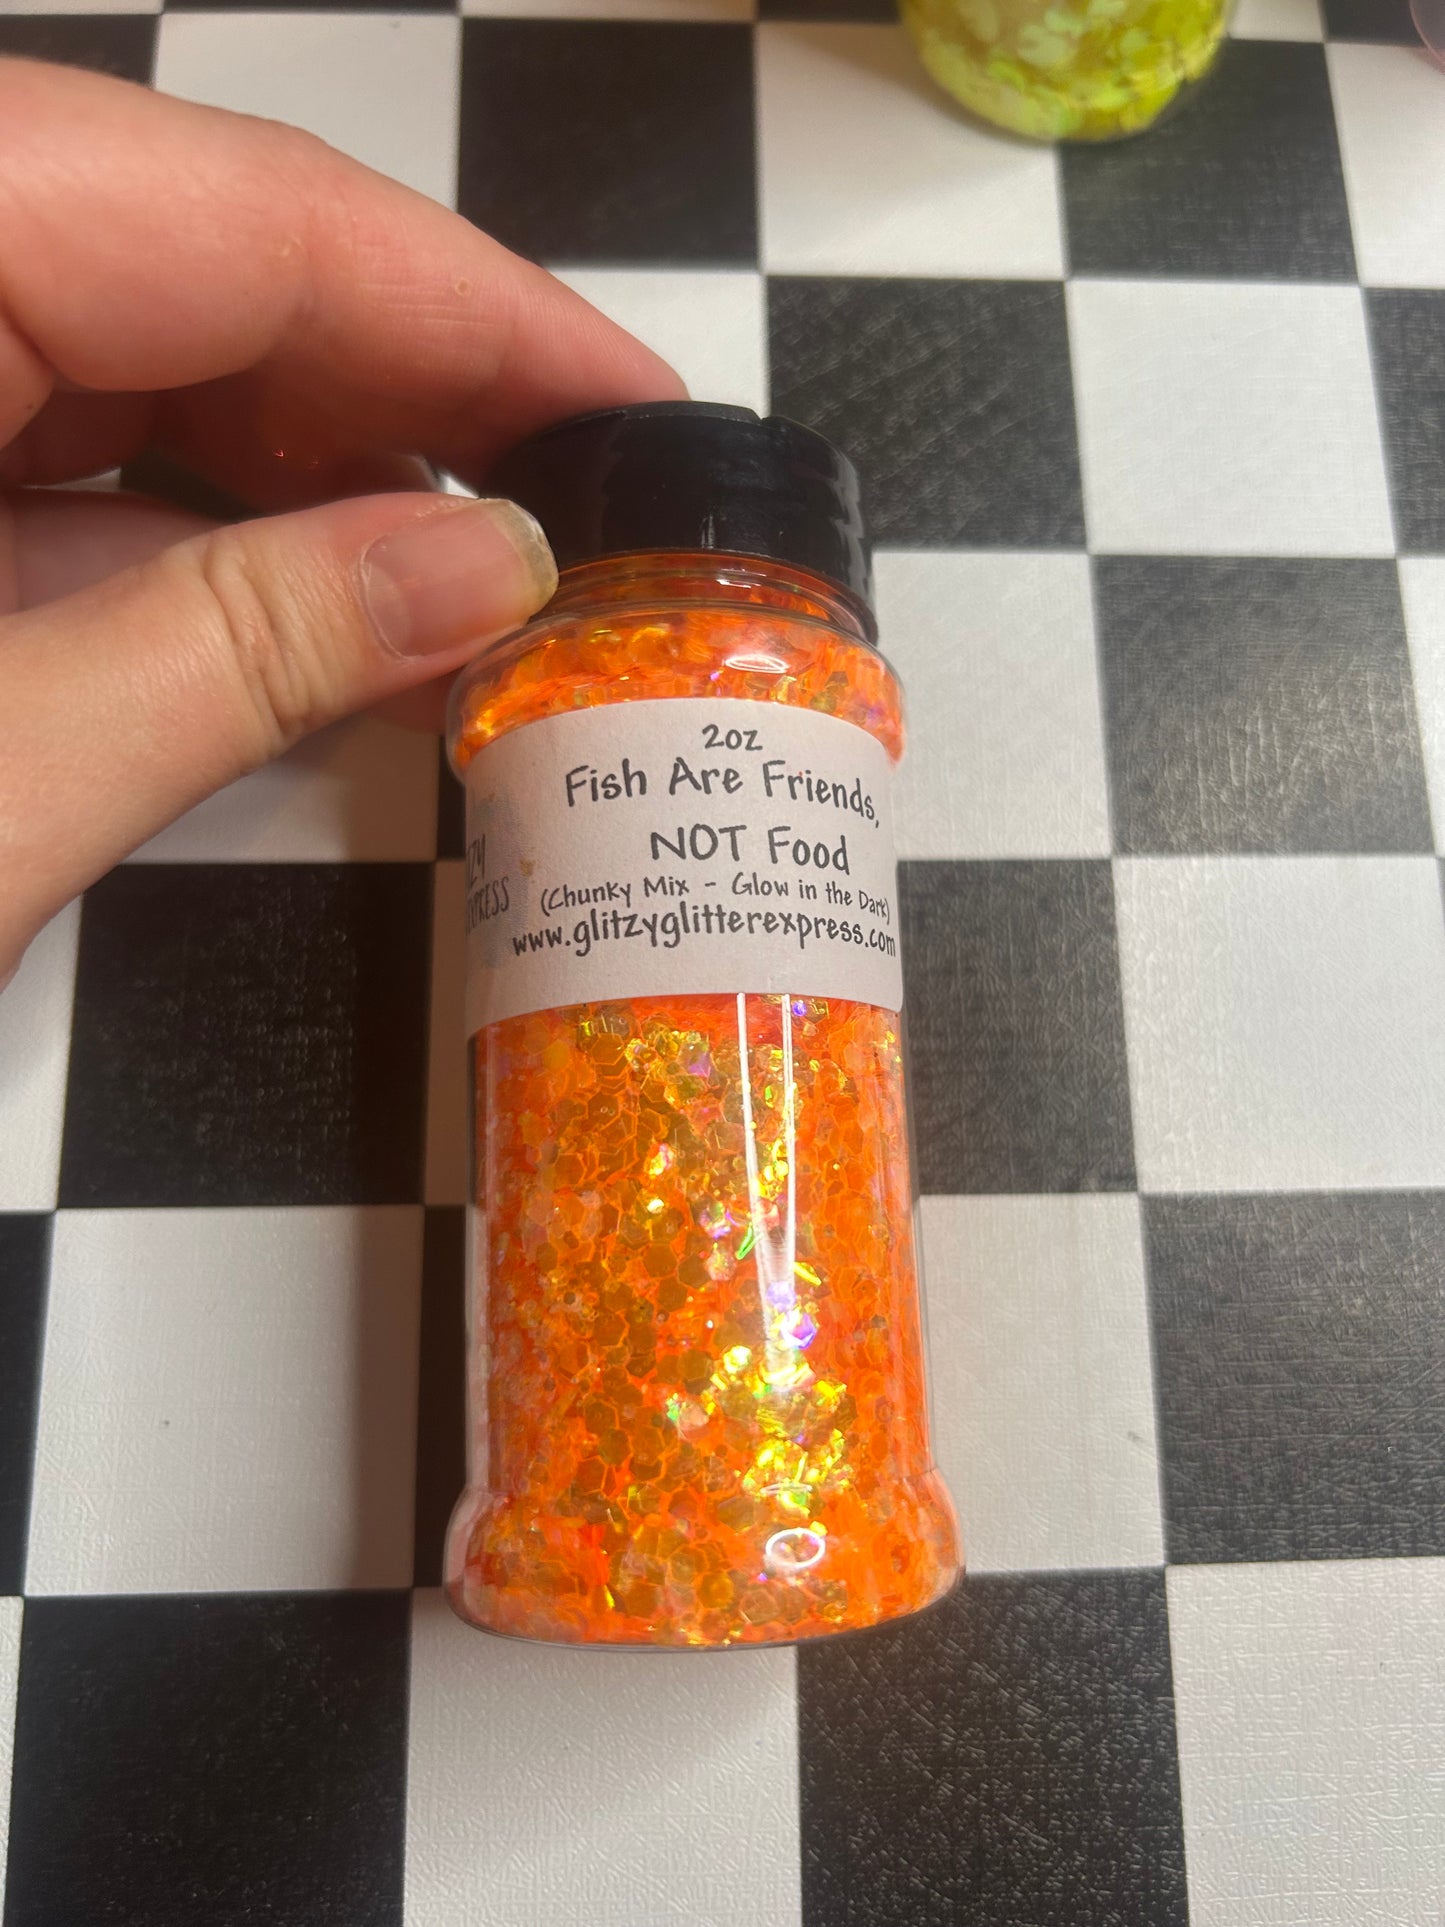 2oz
Fish Are Friends,
NOT Food
(Chunky Mix - Glow in the Dark)
www.glitzyglitterexpress.com